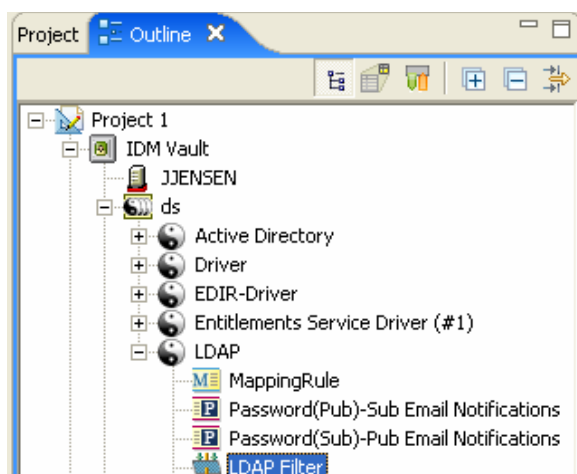 Project Outline
Project 1
IDM Vault
JJENSEN
ds
Active Directory
Driver
EDIR-Driver
Entitlements Service Driver (#1)
LDAP
MappingRule
Password(Pub)-Sub Email Notifications
Password(Sub)-Pub Email Notifications
LDAP Filter